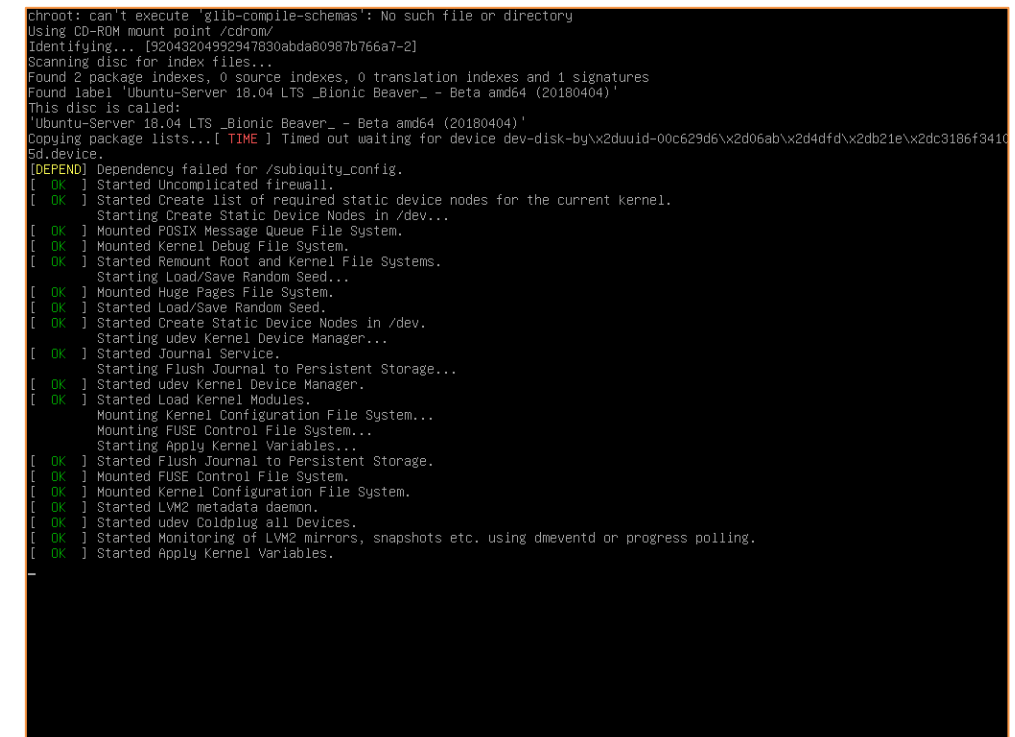 chroot: can't execute 'glib-compile-schemas': No such file or directory
Using CD-ROM mount point /cdrom/
Identifying... [92043204992947830abda80987b766a7-2]
Scanning disc for index files...
Found 2 package indexes, 0 source indexes, 0 translation indexes and 1 signatures
Found label 'Ubuntu-Server 18.04 LTS _Bionic Beaver_ - Beta amd64 (20180404)'
This disc is called:
'Ubuntu-Server 18.04 LTS _Bionic Beaver_ - Beta amd64 (20180404)'
Copying package lists...[ TIME ] Timed out waiting for device dev-disk-by\x2duuid-00c629d6\x2d06ab\x2d4dfd\x2db21e\x2dc3186f3410
5d.device.
[DEPEND] Dependency failed for /subiquity_config.
[  OK  ] Started Uncomplicated firewall.
[  OK  ] Started Create list of required static device nodes for the current kernel.
         Starting Create Static Device Nodes in /dev...
[  OK  ] Mounted POSIX Message Queue File System.
[  OK  ] Mounted Kernel Debug File System.
[  OK  ] Started Remount Root and Kernel File Systems.
         Starting Load/Save Random Seed...
[  OK  ] Mounted Huge Pages File System.
[  OK  ] Started Load/Save Random Seed.
[  OK  ] Started Create Static Device Nodes in /dev.
         Starting udev Kernel Device Manager...
[  OK  ] Started Journal Service.
         Starting Flush Journal to Persistent Storage...
[  OK  ] Started udev Kernel Device Manager.
[  OK  ] Started Load Kernel Modules.
         Mounting Kernel Configuration File System...
         Mounting FUSE Control File System...
         Starting Apply Kernel Variables...
[  OK  ] Started Flush Journal to Persistent Storage.
[  OK  ] Mounted FUSE Control File System.
[  OK  ] Mounted Kernel Configuration File System.
[  OK  ] Started LVM2 metadata daemon.
[  OK  ] Started udev Coldplug all Devices.
[  OK  ] Started Monitoring of LVM2 mirrors, snapshots etc. using dmeventd or progress polling.
[  OK  ] Started Apply Kernel Variables.